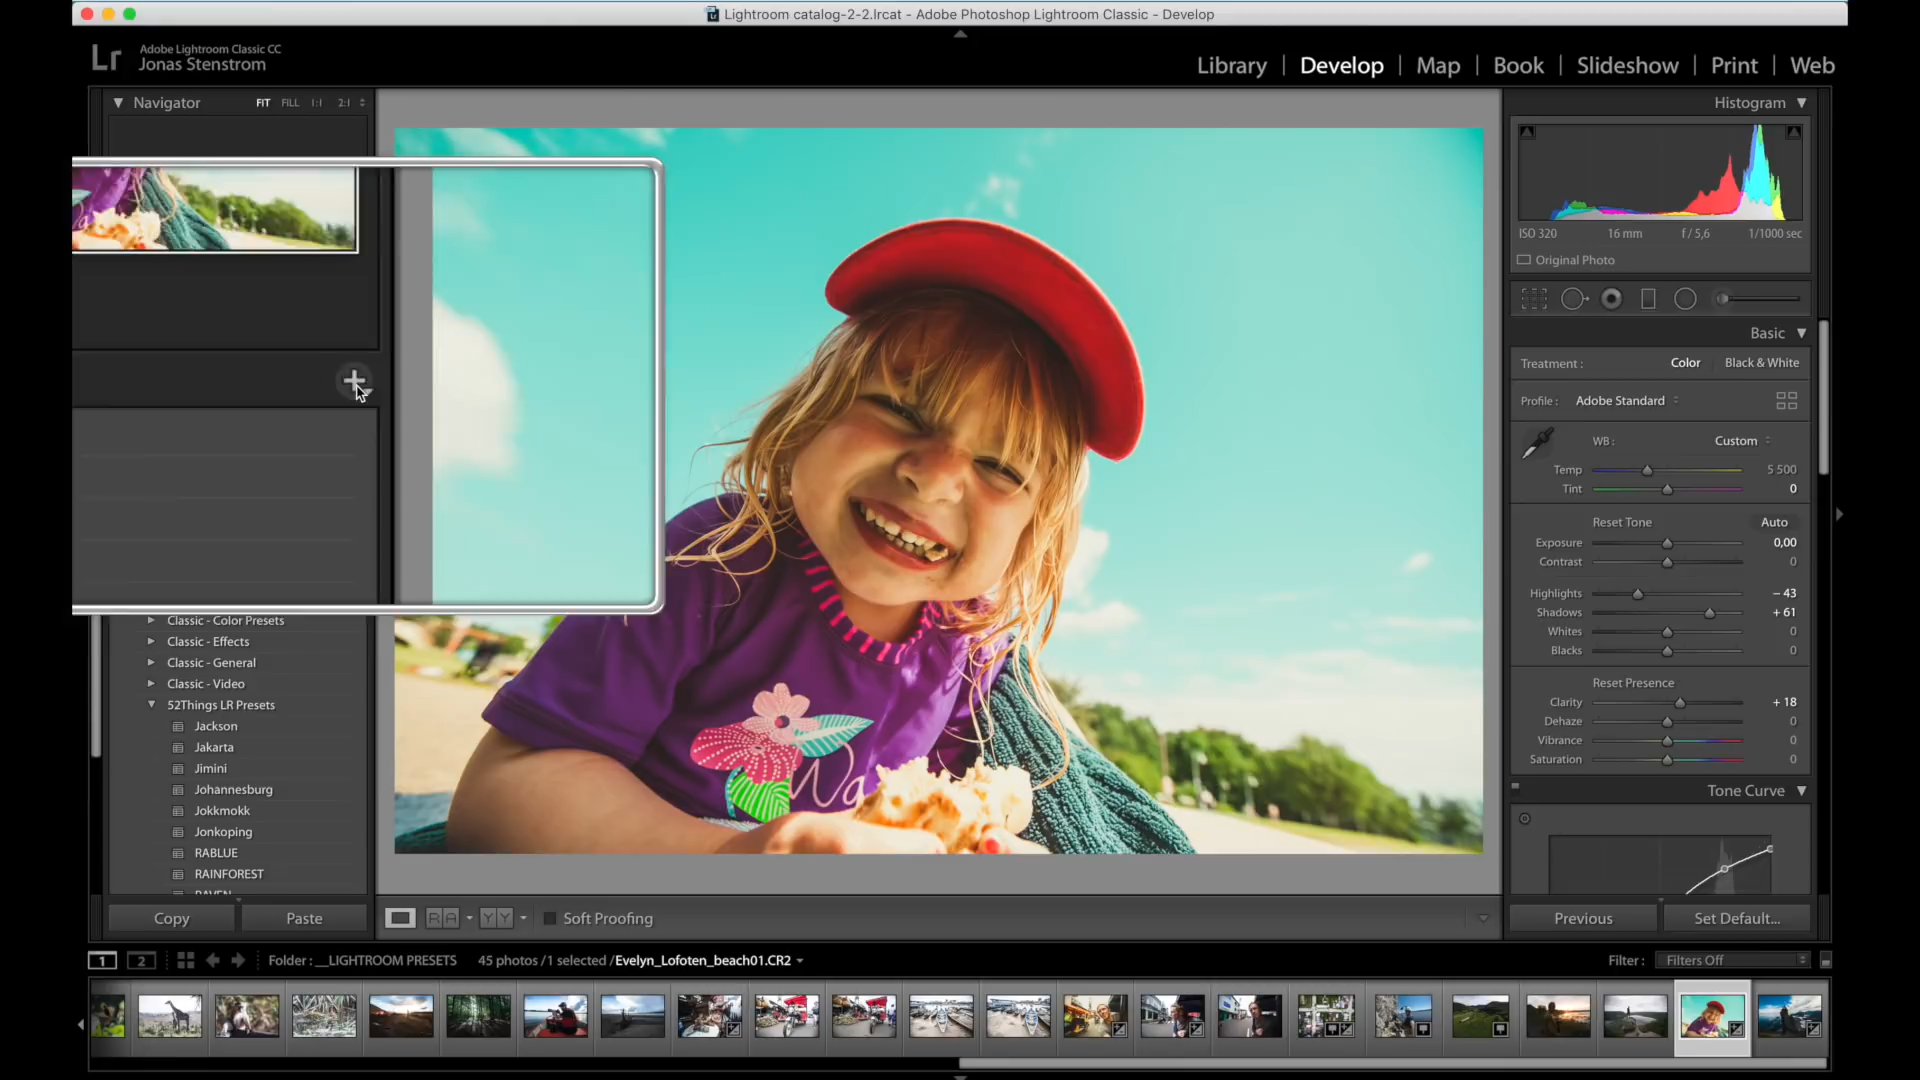 Lightroom catalog-2-2.lrcat - Adobe Photoshop Lightroom Classic - Develop
Lr
Adobe Lightroom Classic CC
Jonas Stenstrom
Library | Develop | Map | Book | Slideshow | Print | Web
Navigator FIT FILL 1:1 2:1
Histogram
ISO 320 16 mm f / 5,6 1/1000 sec
Original Photo
Basic
Treatment : Color Black & White
Profile : Adobe Standard
WB : Custom
Temp 5 500
Tint 0
Reset Tone Auto
Exposure 0,00
Contrast 0
Highlights – 43
Shadows + 61
Whites 0
Blacks 0
Reset Presence
Clarity + 18
Dehaze 0
Vibrance 0
Saturation 0
Tone Curve
Classic - Color Presets
Classic - Effects
Classic - General
Classic - Video
52Things LR Presets
Jackson
Jakarta
Jimini
Johannesburg
Jokkmokk
Jonkoping
RABLUE
RAINFOREST
RAVEN
Wa
Copy Paste
R A Y Y Soft Proofing
Previous Set Default...
1 2 Folder : __LIGHTROOM PRESETS 45 photos / 1 selected / Evelyn_Lofoten_beach01.CR2
Filter : Filters Off